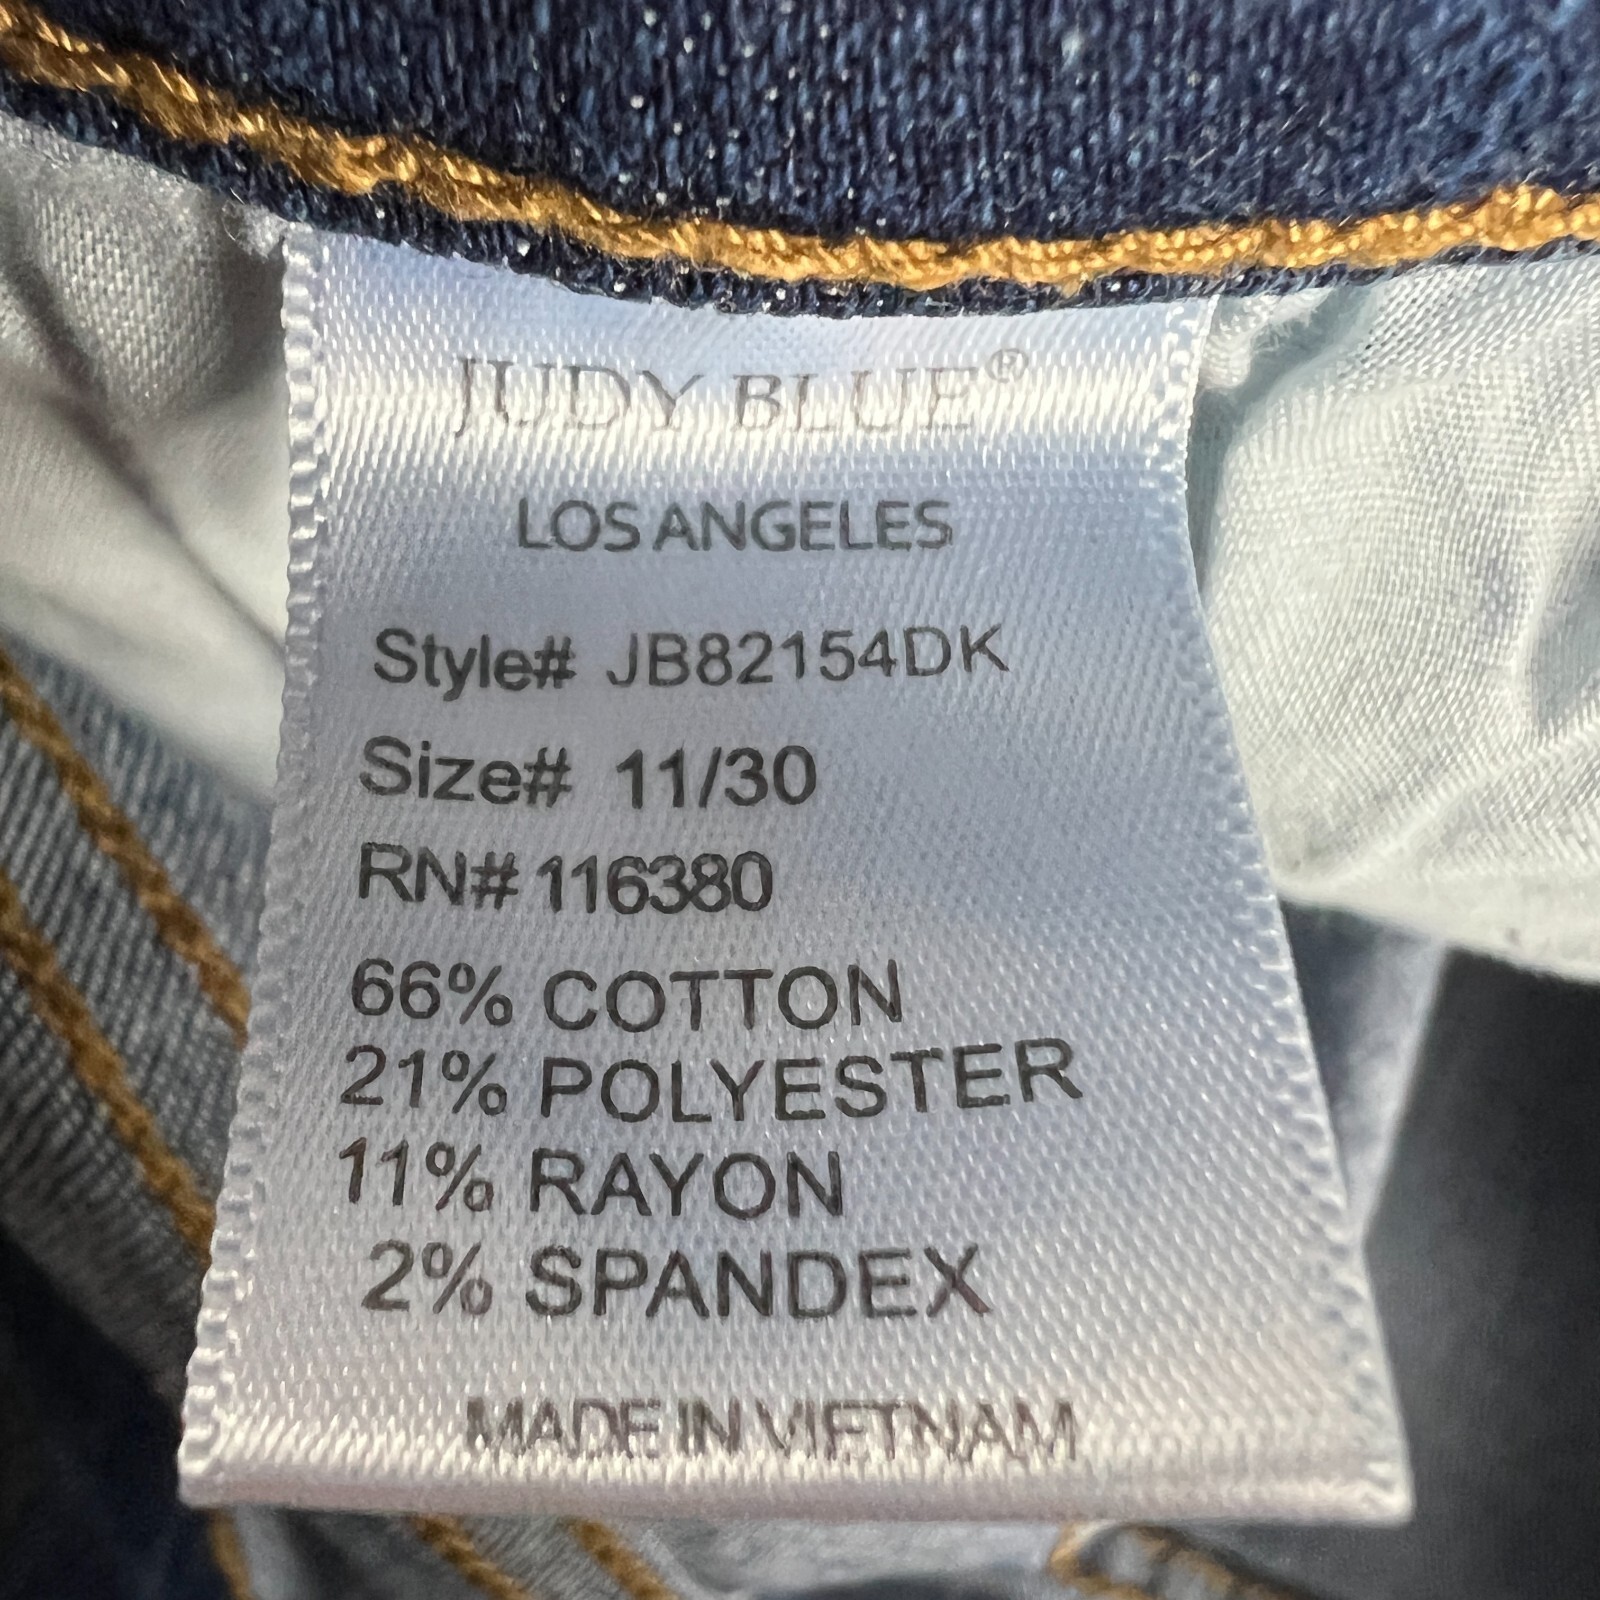 JUDY BLUE®
LOS ANGELES
Style# JB82154DK
Size# 11/30
RN# 116380
66% COTTON
21% POLYESTER
11% RAYON
2% SPANDEX
MADE IN VIETNAM